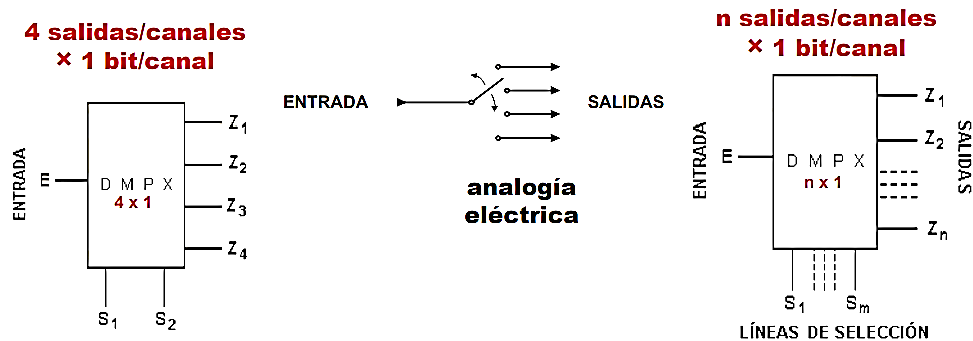 4 salidas/canales
× 1 bit/canal
ENTRADA
E
D M P X
4 x 1
Z1
Z2
Z3
Z4
S1 S2
ENTRADA
SALIDAS
analogía
eléctrica
n salidas/canales
× 1 bit/canal
ENTRADA
E
D M P X
n x 1
Z1
Z2
Zn
SALIDAS
S1 Sm
LÍNEAS DE SELECCIÓN